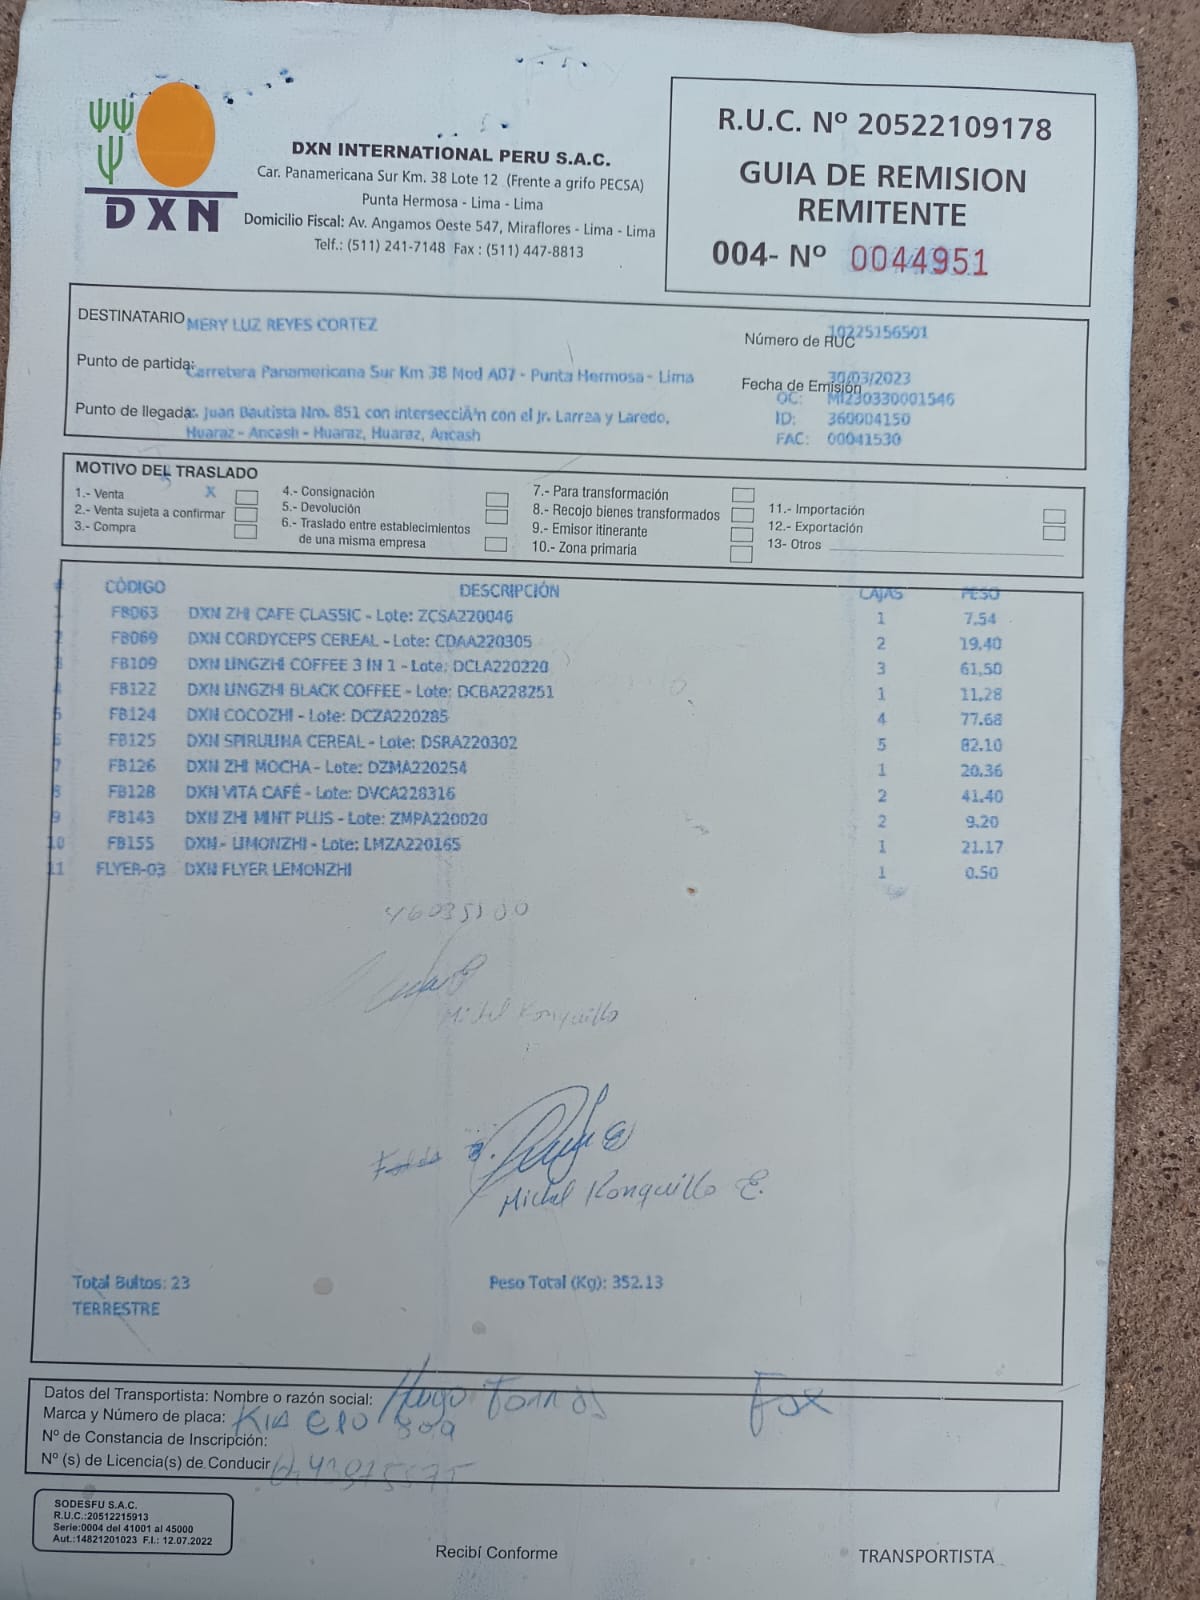 DXN
DXN INTERNATIONAL PERU S.A.C.
Car. Panamericana Sur Km. 38 Lote 12 (Frente a grifo PECSA)
Punta Hermosa - Lima - Lima
Domicilio Fiscal: Av. Angamos Oeste 547, Miraflores - Lima - Lima
Telf.: (511) 241-7148 Fax : (511) 447-8813
R.U.C. Nº 20522109178
GUIA DE REMISION
REMITENTE
004- Nº 0044951
DESTINATARIO MERY LUZ REYES CORTEZ
Número de RUC 10225156501
Punto de partida: Carretera Panamericana Sur Km 38 Mod A07 - Punta Hermosa - Lima
Fecha de Emisión 30/03/2023
OC: MI230330001546
Punto de llegada: Juan Bautista Nm. 851 con intersecciÃ³n con el Jr. Larrea y Laredo,
ID: 360004150
Huaraz - Ancash - Huaraz, Huaraz, Ancash
FAC: 00041530
MOTIVO DEL TRASLADO
1.- Venta X
2.- Venta sujeta a confirmar
3.- Compra
4.- Consignación
5.- Devolución
6.- Traslado entre establecimientos
de una misma empresa
7.- Para transformación
8.- Recojo bienes transformados
9.- Emisor itinerante
10.- Zona primaria
11.- Importación
12.- Exportación
13- Otros
# CÓDIGO DESCRIPCIÓN CAJAS PESO
1 FB063 DXN ZHI CAFE CLASSIC - Lote: ZCSA220046 1 7.54
2 FB069 DXN CORDYCEPS CEREAL - Lote: CDAA220305 2 19.40
3 FB109 DXN LINGZHI COFFEE 3 IN 1 - Lote: DCLA220220 3 61.50
4 FB122 DXN LINGZHI BLACK COFFEE - Lote: DCBA228251 1 11.28
5 FB124 DXN COCOZHI - Lote: DCZA220285 4 77.68
6 FB125 DXN SPIRULINA CEREAL - Lote: DSRA220302 5 82.10
7 FB126 DXN ZHI MOCHA - Lote: DZMA220254 1 20.36
8 FB128 DXN VITA CAFÉ - Lote: DVCA228316 2 41.40
9 FB143 DXN ZHI MINT PLUS - Lote: ZMPA220020 2 9.20
10 FB155 DXN - LIMONZHI - Lote: LMZA220165 1 21.17
11 FLYER-03 DXN FLYER LEMONZHI 1 0.50
Michel Ronquillo
Michel Ronquillo E.
Total Bultos: 23
Peso Total (Kg): 352.13
TERRESTRE
Datos del Transportista: Nombre o razón social: Hugo Torres
Marca y Número de placa: KIA
Nº de Constancia de Inscripción:
Nº (s) de Licencia(s) de Conducir
SODESFU S.A.C.
R.U.C.:20512215913
Serie:0004 del 41001 al 45000
Aut.:14821201023 F.I.: 12.07.2022
Recibí Conforme
TRANSPORTISTA